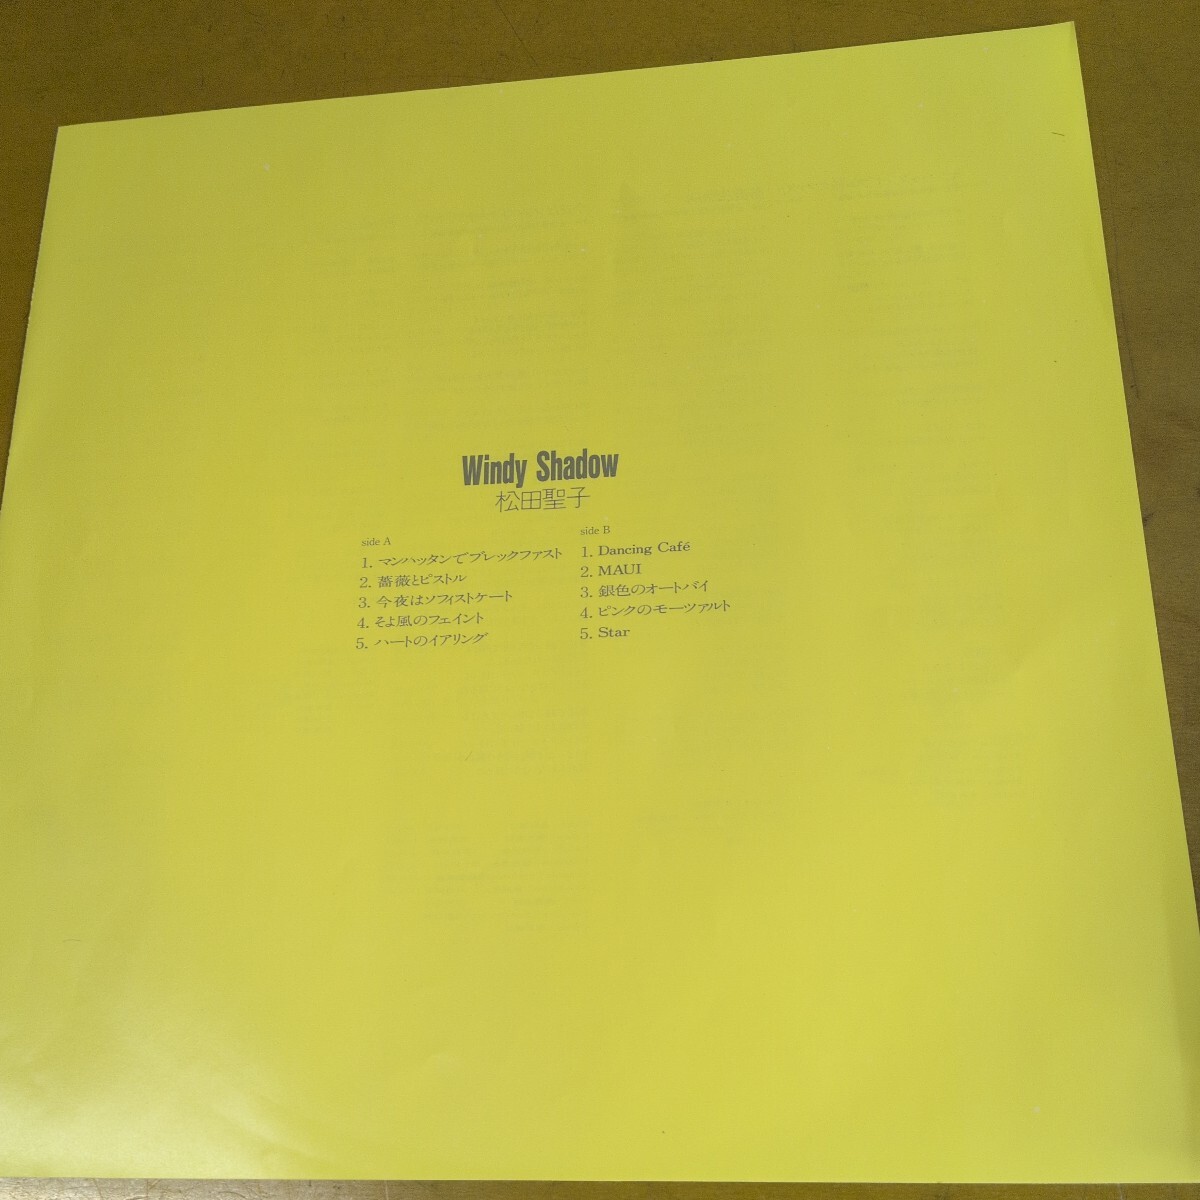 Windy Shadow
松田聖子
side A
1. マンハッタンでブレックファスト
2. 薔薇とピストル
3. 今夜はソフィストケート
4. そよ風のフェイント
5. ハートのイアリング
side B
1. Dancing Café
2. MAUI
3. 銀色のオートバイ
4. ピンクのモーツァルト
5. Star